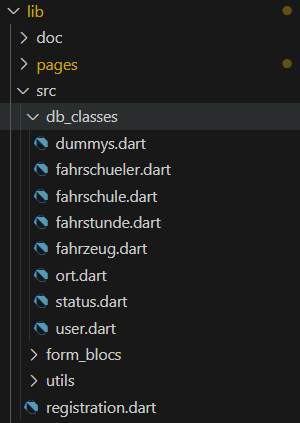 lib
doc
pages
src
db_classes
dummys.dart
fahrschueler.dart
fahrschule.dart
fahrstunde.dart
fahrzeug.dart
ort.dart
status.dart
user.dart
form_blocs
utils
registration.dart